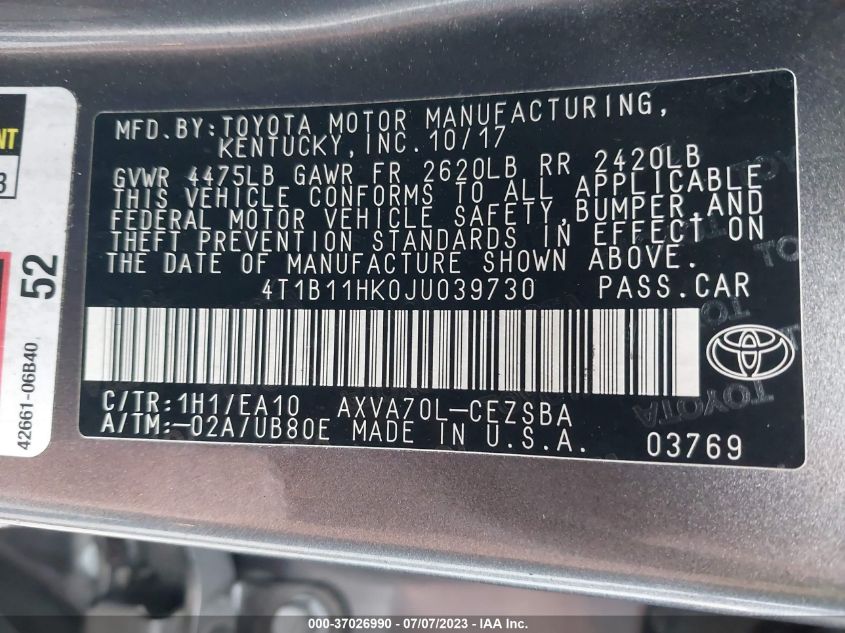 MFD.BY:TOYOTA MOTOR MANUFACTURING,
KENTUCKY,INC.10/17
GVWR 4475LB GAWR FR 2620LB RR 2420LB
THIS VEHICLE CONFORMS TO ALL APPLICABLE
FEDERAL MOTOR VEHICLE SAFETY,BUMPER,AND
THEFT PREVENTION STANDARDS IN EFFECT ON
THE DATE OF MANUFACTURE SHOWN ABOVE.
4T1B11HK0JU039730 PASS.CAR
C/TR:1H1/EA10 AXVA70L-CEZSBA
A/TM:-02A/UB80E MADE IN U.S.A. 03769
52
42661-06B40
TOYOTA
000-37026990 - 07/07/2023 - IAA Inc.